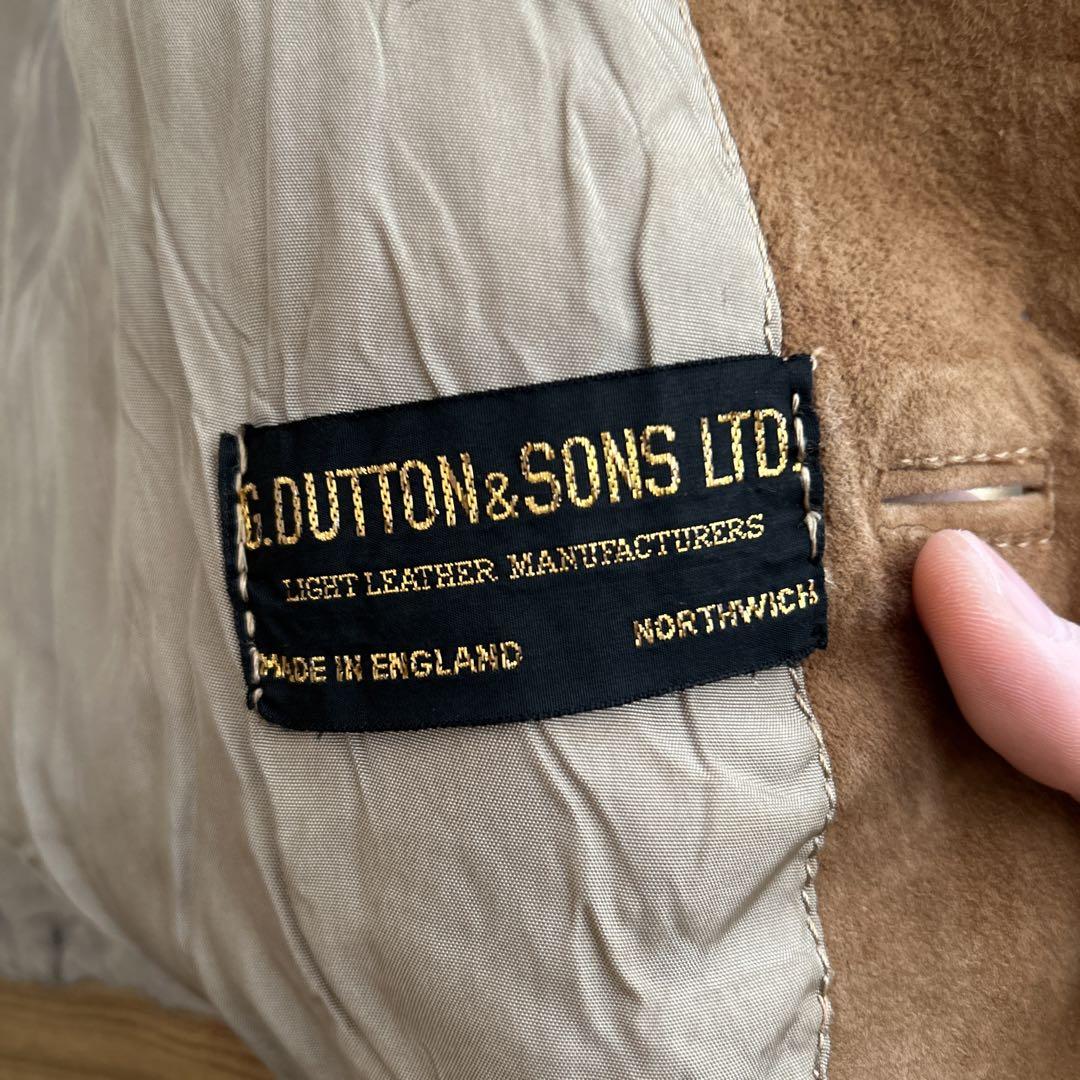 G.DUTTON & SONS LTD.
LIGHT LEATHER MANUFACTURERS
MADE IN ENGLAND NORTHWICH